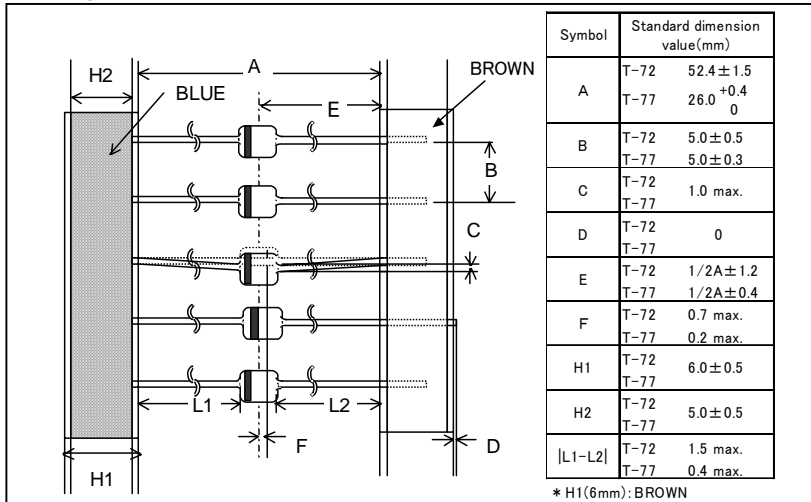 H2
A
BROWN
BLUE
E
B
C
L1
L2
F
D
H1
Symbol Standard dimension
value(mm)
A T-72 52.4±1.5
T-77 26.0 +0.4
0
B T-72 5.0±0.5
T-77 5.0±0.3
C T-72 1.0 max.
T-77
D T-72 0
T-77
E T-72 1/2A±1.2
T-77 1/2A±0.4
F T-72 0.7 max.
T-77 0.2 max.
H1 T-72 6.0±0.5
T-77
H2 T-72 5.0±0.5
T-77
|L1-L2| T-72 1.5 max.
T-77 0.4 max.
* H1(6mm): BROWN